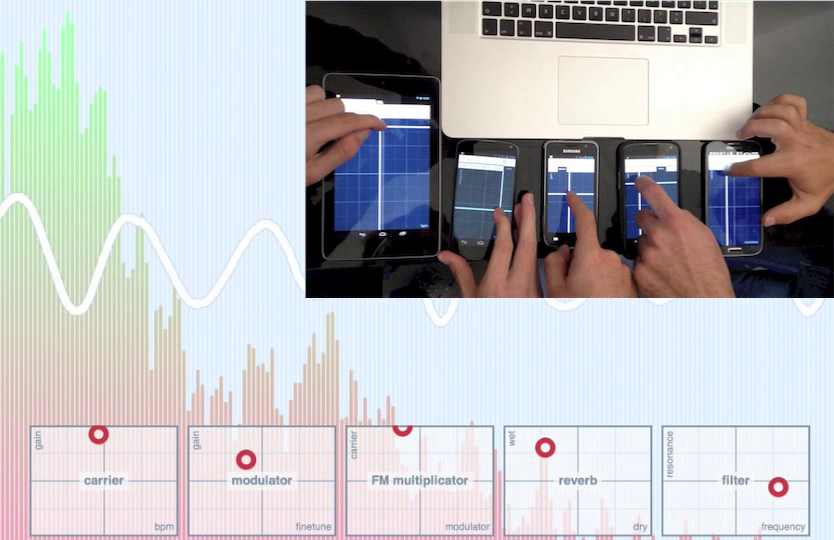 SAMSUNG
gain
carrier
bpm
gain
modulator
finetune
carrier
FM multiplicator
modulator
wet
reverb
dry
resonance
filter
frequency